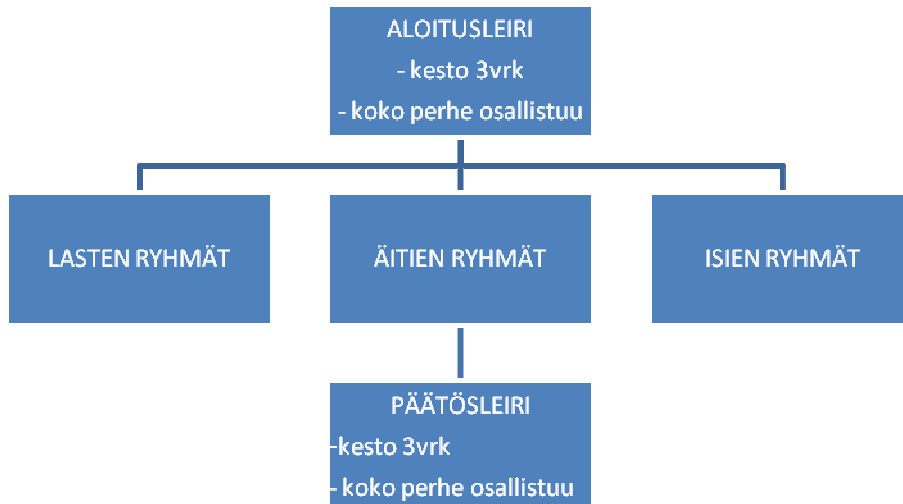 ALOITUSLEIRI
- kesto 3vrk
- koko perhe osallistuu
LASTEN RYHMÄT
ÄITIEN RYHMÄT
ISIEN RYHMÄT
PÄÄTÖSLEIRI
-kesto 3vrk
- koko perhe osallistuu